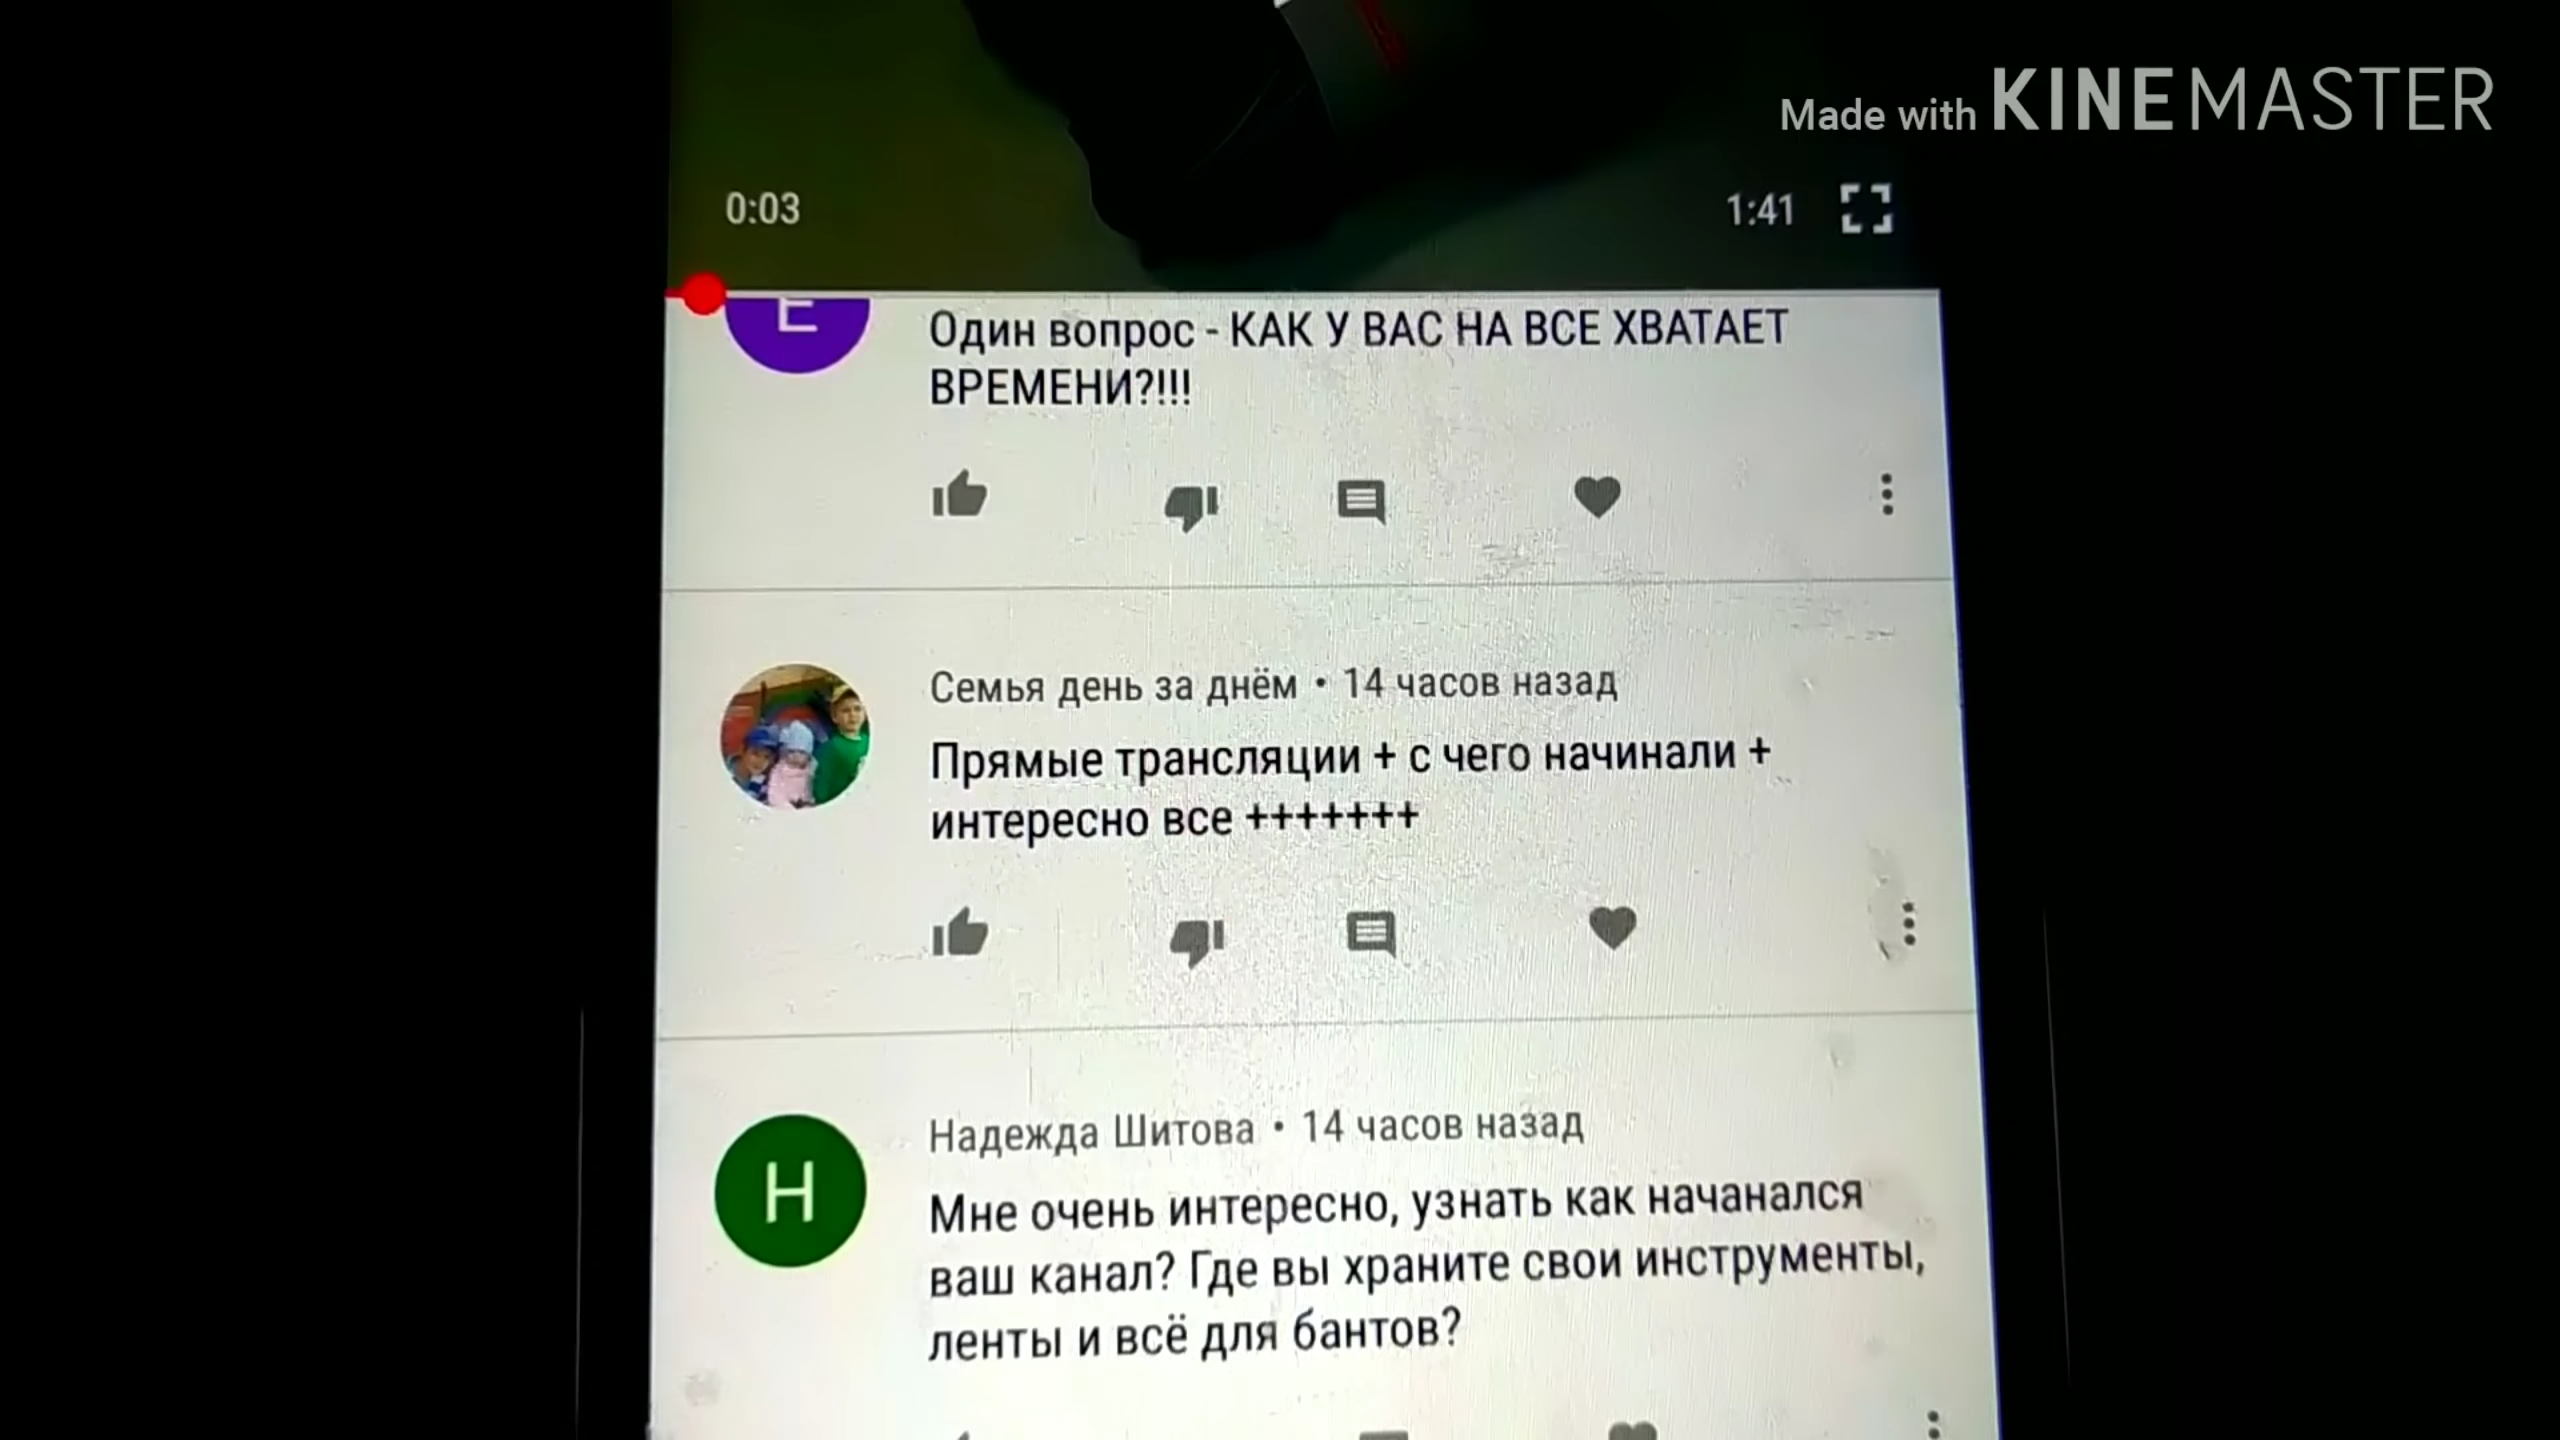 Made with KINEMASTER
0:03
1:41
E
Один вопрос - КАК У ВАС НА ВСЕ ХВАТАЕТ
ВРЕМЕНИ?!!!
Семья день за днём • 14 часов назад
Прямые трансляции + с чего начинали +
интересно все +++++++
Н
Надежда Шитова • 14 часов назад
Мне очень интересно, узнать как начанался
ваш канал? Где вы храните свои инструменты,
ленты и всё для бантов?